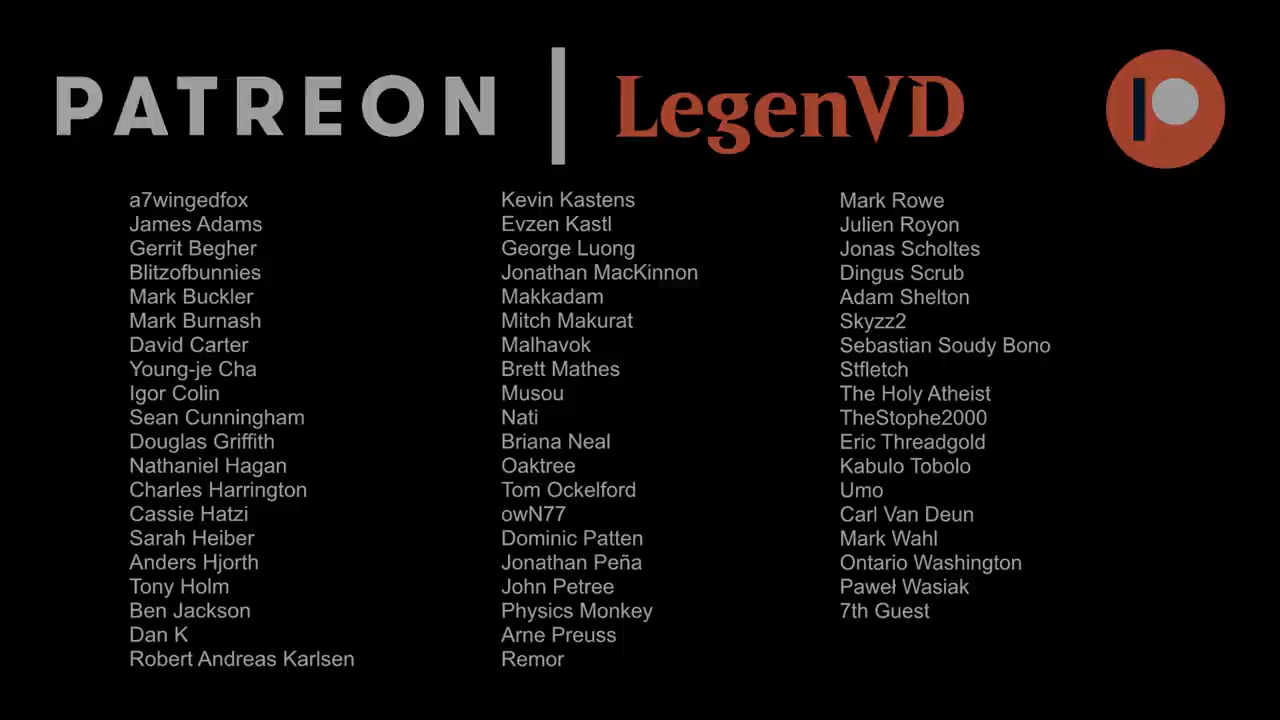 PATREON | LegenVD
a7wingedfox
James Adams
Gerrit Begher
Blitzofbunnies
Mark Buckler
Mark Burnash
David Carter
Young-je Cha
Igor Colin
Sean Cunningham
Douglas Griffith
Nathaniel Hagan
Charles Harrington
Cassie Hatzi
Sarah Heiber
Anders Hjorth
Tony Holm
Ben Jackson
Dan K
Robert Andreas Karlsen
Kevin Kastens
Evzen Kastl
George Luong
Jonathan MacKinnon
Makkadam
Mitch Makurat
Malhavok
Brett Mathes
Musou
Nati
Briana Neal
Oaktree
Tom Ockelford
owN77
Dominic Patten
Jonathan Peña
John Petree
Physics Monkey
Arne Preuss
Remor
Mark Rowe
Julien Royon
Jonas Scholtes
Dingus Scrub
Adam Shelton
Skyzz2
Sebastian Soudy Bono
Stfletch
The Holy Atheist
TheStophe2000
Eric Threadgold
Kabulo Tobolo
Umo
Carl Van Deun
Mark Wahl
Ontario Washington
Paweł Wasiak
7th Guest